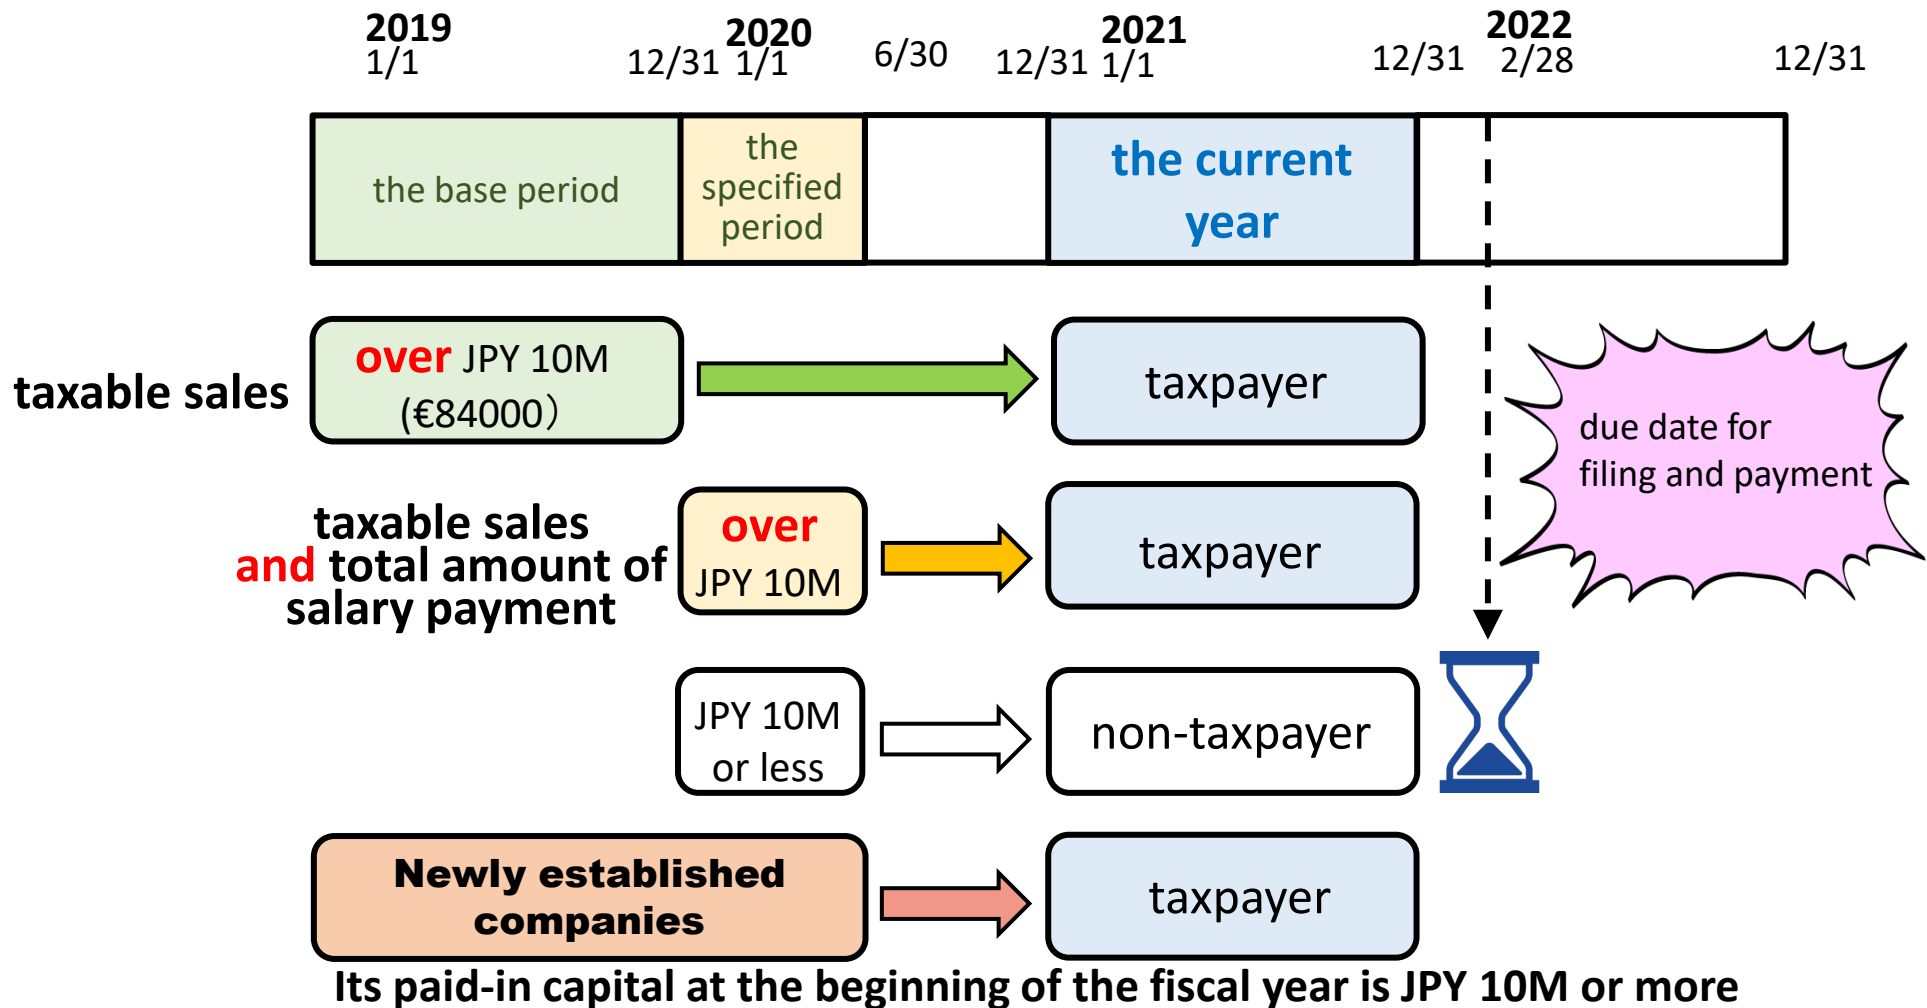 2019
1/1
12/31
2020
1/1
6/30
12/31
2021
1/1
12/31
2022
2/28
12/31
the base period
the
specified
period
the current
year
taxable sales
over JPY 10M
(€84000）
taxpayer
due date for
filing and payment
taxable sales
and total amount of
salary payment
over
JPY 10M
taxpayer
JPY 10M
or less
non-taxpayer
Newly established
companies
taxpayer
Its paid-in capital at the beginning of the fiscal year is JPY 10M or more